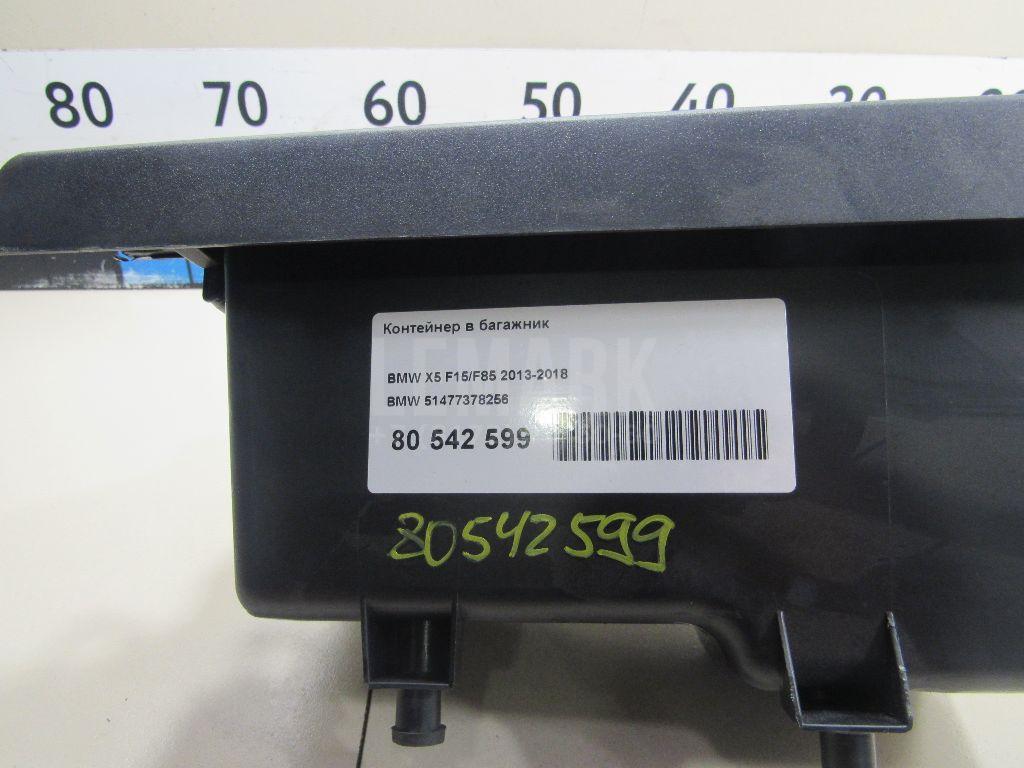 80 70 60 50 40
Контейнер в багажник
LEMARK
BMW X5 F15/F85 2013-2018
BMW 51477378256
80 542 599
80542599